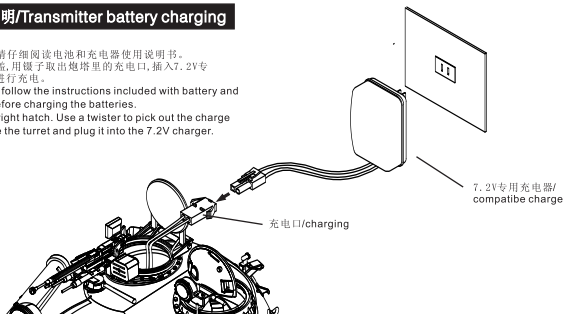 明/Transmitter battery charging
请仔细阅读电池和充电器使用说明书。
盖,用镊子取出炮塔里的充电口,插入7.2V专
进行充电。
follow the instructions included with battery and
efore charging the batteries.
right hatch. Use a twister to pick out the charge
e the turret and plug it into the 7.2V charger.
7.2V专用充电器/
compatibe charge
充电口/charging